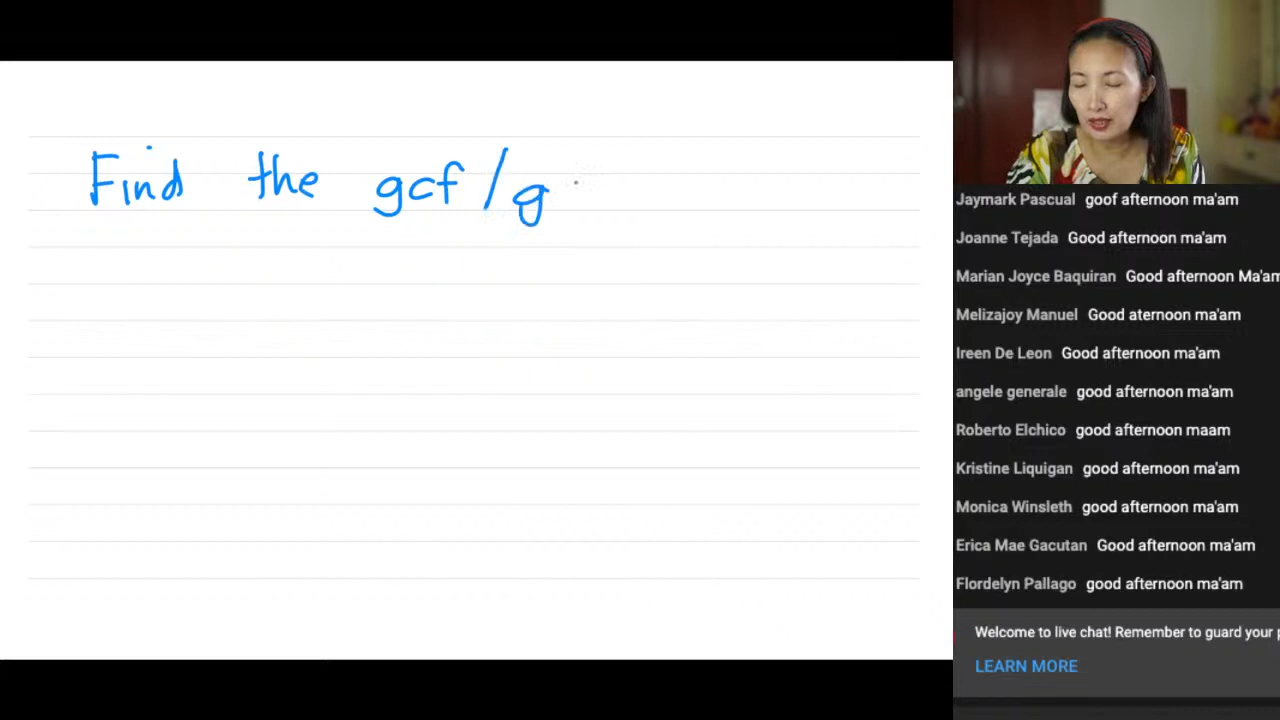 Find the gcf/g
Jaymark Pascual goof afternoon ma'am
Joanne Tejada Good afternoon ma'am
Marian Joyce Baquiran Good afternoon Ma'am
Melizajoy Manuel Good aternoon ma'am
Ireen De Leon Good afternoon ma'am
angele generale good afternoon ma'am
Roberto Elchico good afternoon maam
Kristine Liquigan good afternoon ma'am
Monica Winsleth good afternoon ma'am
Erica Mae Gacutan Good afternoon ma'am
Flordelyn Pallago good afternoon ma'am
Welcome to live chat! Remember to guard your p
LEARN MORE